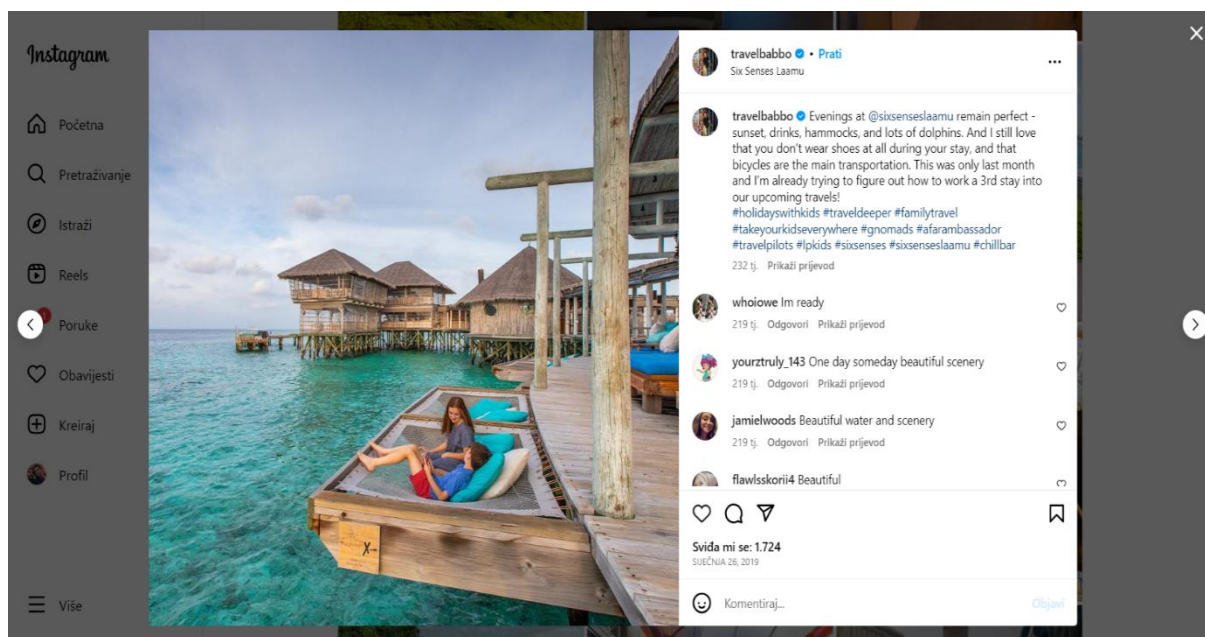 Instagram
Početna
Pretraživanje
Istraži
Reels
Poruke
Obavijesti
Kreiraj
Profil
Više
travelbabbo • Prati
Six Senses Laamu
travelbabbo Evenings at @sixsenseslaamu remain perfect -
sunset, drinks, hammocks, and lots of dolphins. And I still love
that you don't wear shoes at all during your stay, and that
bicycles are the main transportation. This was only last month
and I'm already trying to figure out how to work a 3rd stay into
our upcoming travels!
#holidayswithkids #traveldeeper #familytravel
#takeyourkidseverywhere #gnomads #afarambassador
#travelpilots #lpkids #sixsenses #sixsenseslaamu #chillbar
232 tj. Prikaži prijevod
whoiowe Im ready
219 tj. Odgovori Prikaži prijevod
yourztruly_143 One day someday beautiful scenery
219 tj. Odgovori Prikaži prijevod
jamielwoods Beautiful water and scenery
219 tj. Odgovori Prikaži prijevod
flawlsskorii4 Beautiful
Sviđa mi se: 1.724
SIJEČNJA 26, 2019
Komentiraj...
Objavi